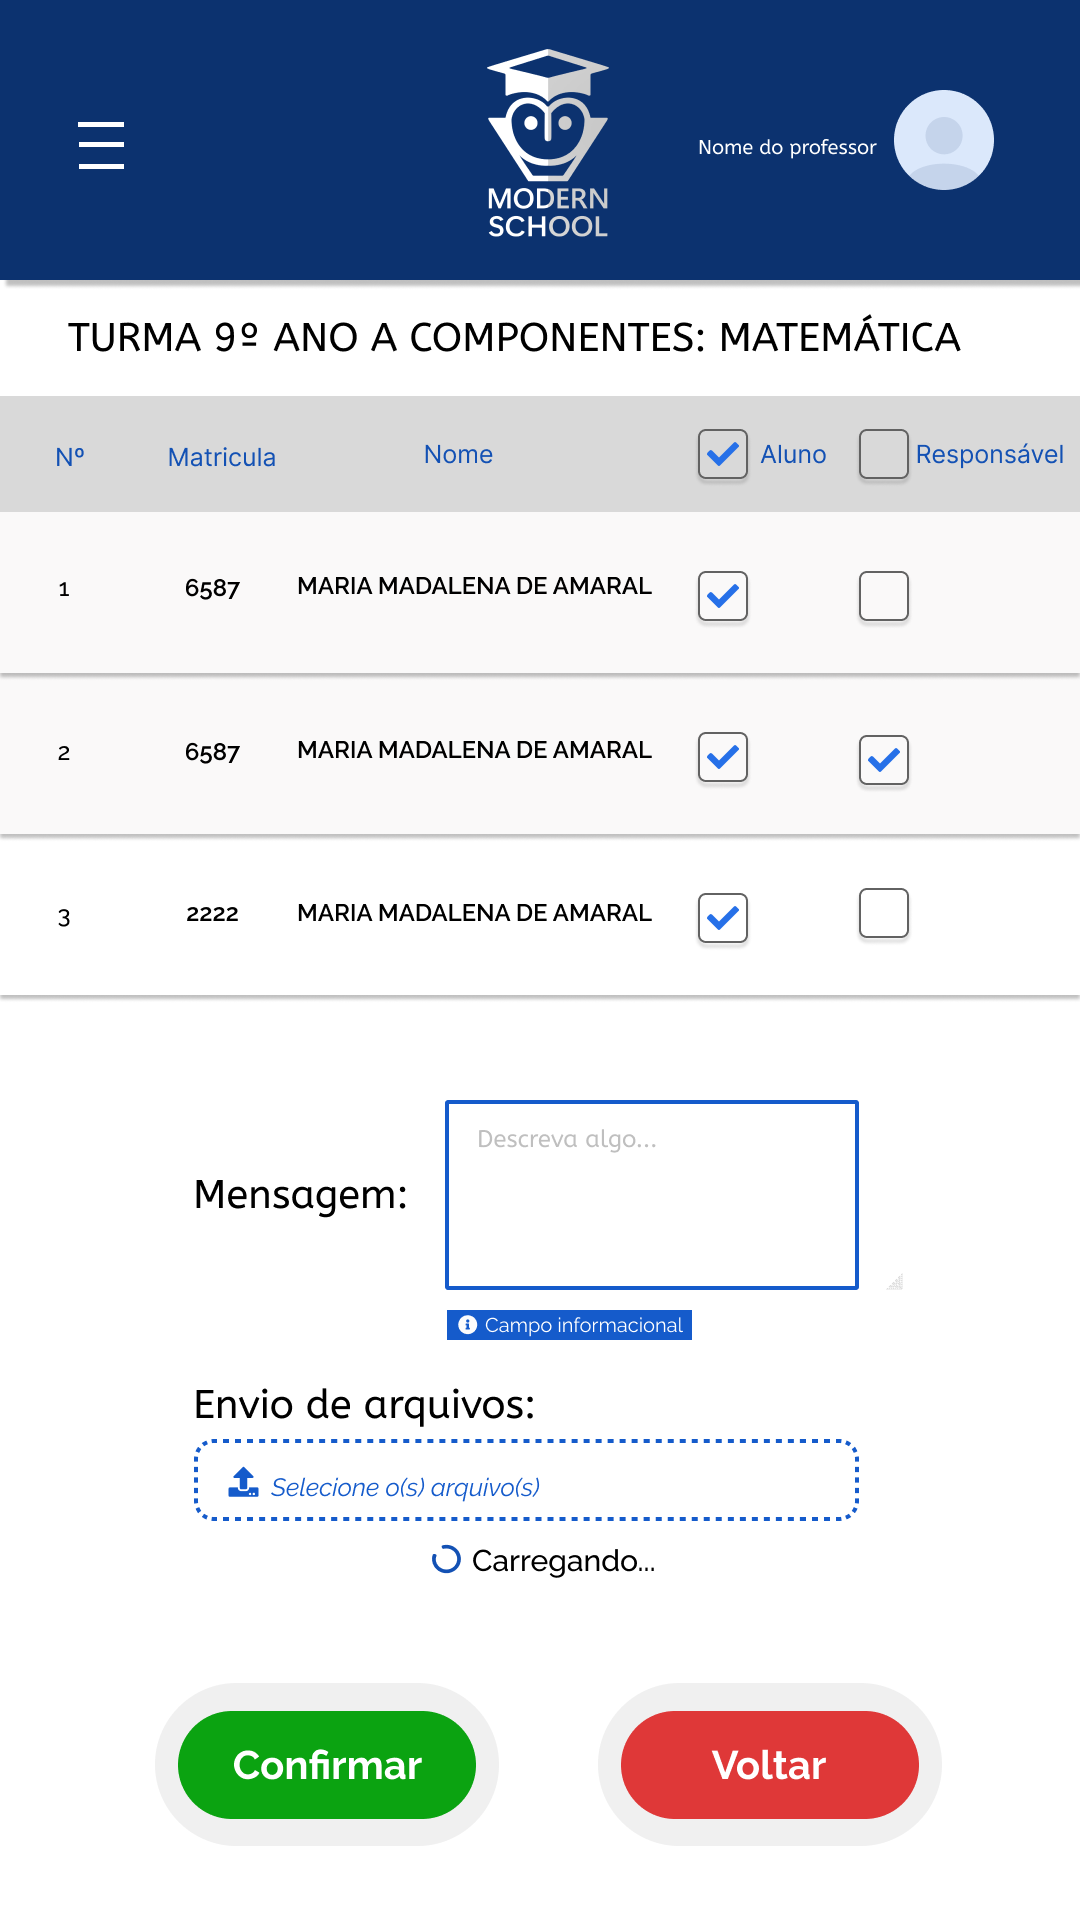 MODERN
SCHOOL
Nome do professor
TURMA 9º ANO A COMPONENTES: MATEMÁTICA
Nº Matricula Nome Aluno Responsável
1 6587 MARIA MADALENA DE AMARAL
2 6587 MARIA MADALENA DE AMARAL
3 2222 MARIA MADALENA DE AMARAL
Mensagem:
Descreva algo...
Campo informacional
Envio de arquivos:
Selecione o(s) arquivo(s)
Carregando...
Confirmar Voltar